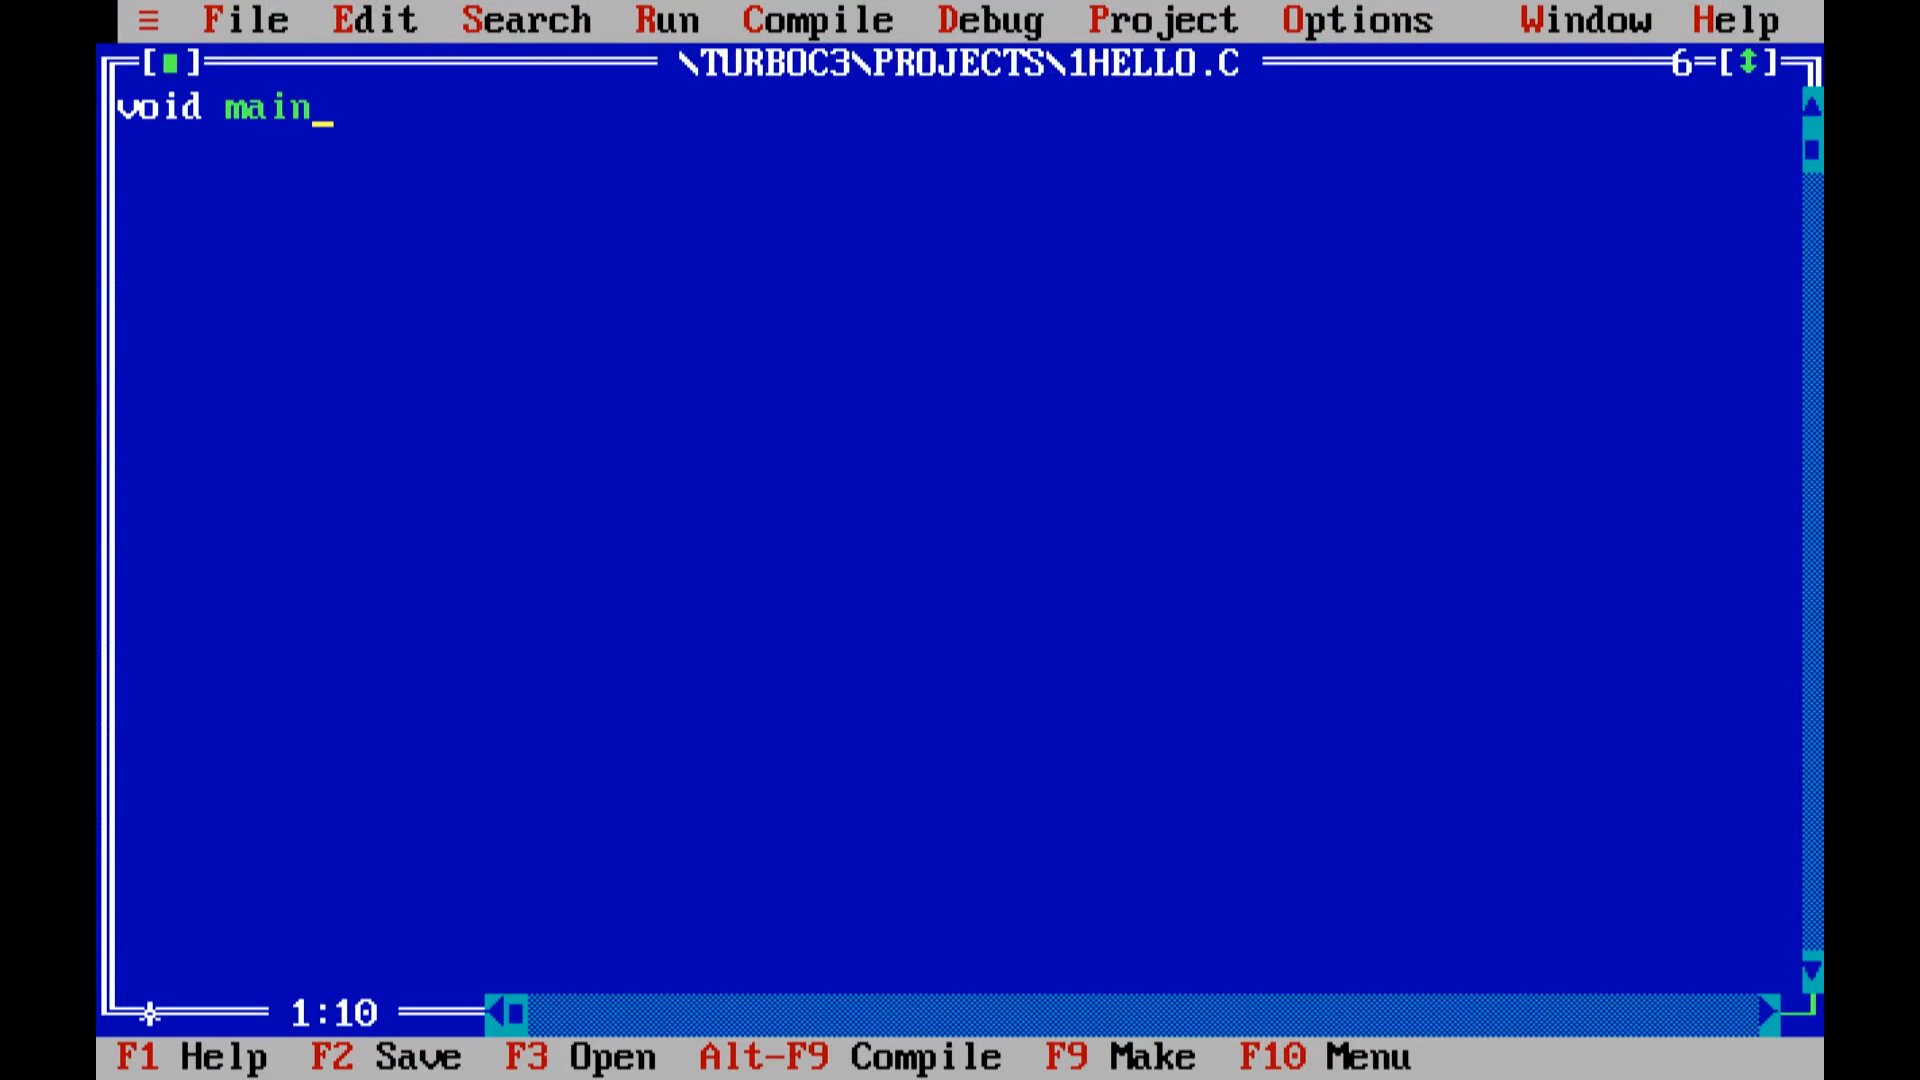 ≡ File Edit Search Run Compile Debug Project Options Window Help
[■] \TURBOC3\PROJECTS\1HELLO.C 6=[↕]
void main_
1:10
F1 Help F2 Save F3 Open Alt-F9 Compile F9 Make F10 Menu